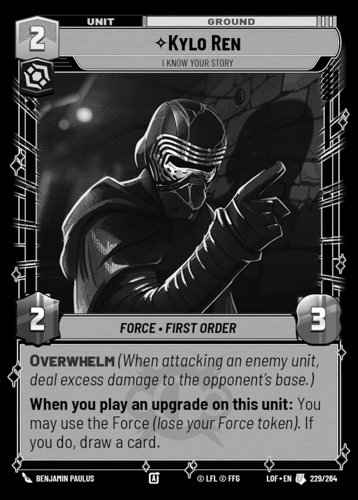 UNIT
GROUND
2
✧KYLO REN
I KNOW YOUR STORY
2
3
FORCE • FIRST ORDER
OVERWHELM (When attacking an enemy unit,
deal excess damage to the opponent's base.)
When you play an upgrade on this unit: You
may use the Force (lose your Force token). If
you do, draw a card.
BENJAMIN PAULUS
© LFL © FFG
LOF • EN
229/264